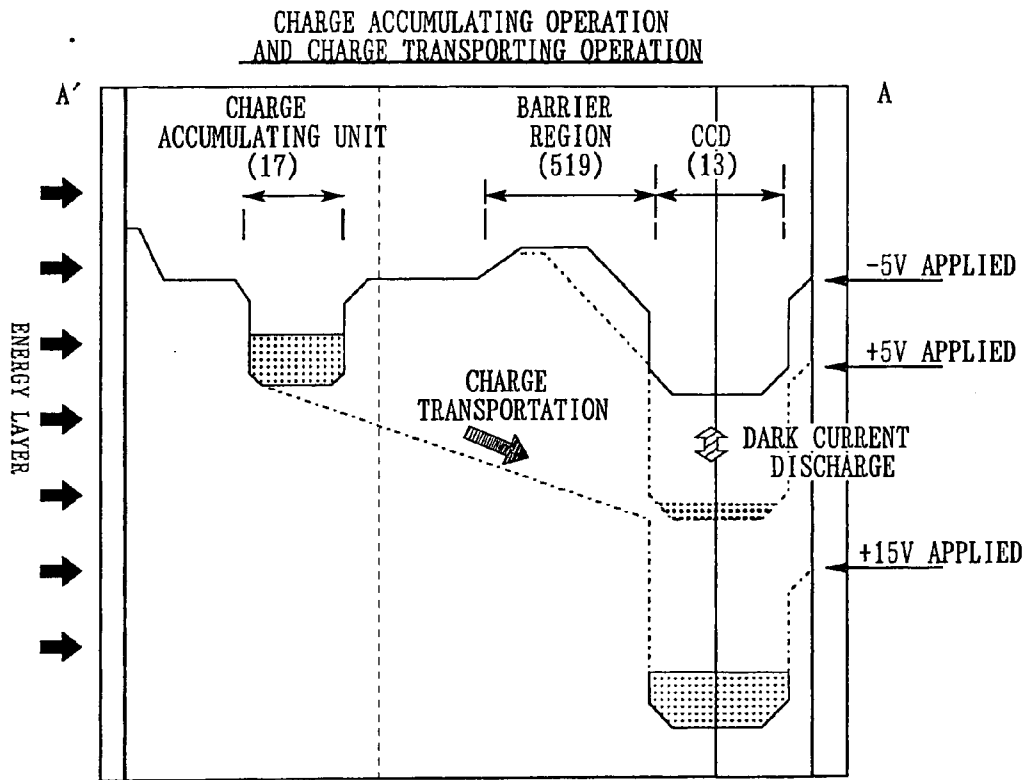 CHARGE ACCUMULATING OPERATION
AND CHARGE TRANSPORTING OPERATION
A′
A
CHARGE
ACCUMULATING UNIT
(17)
BARRIER
REGION
(519)
CCD
(13)
-5V APPLIED
+5V APPLIED
ENERGY LAYER
CHARGE
TRANSPORTATION
DARK CURRENT
DISCHARGE
+15V APPLIED